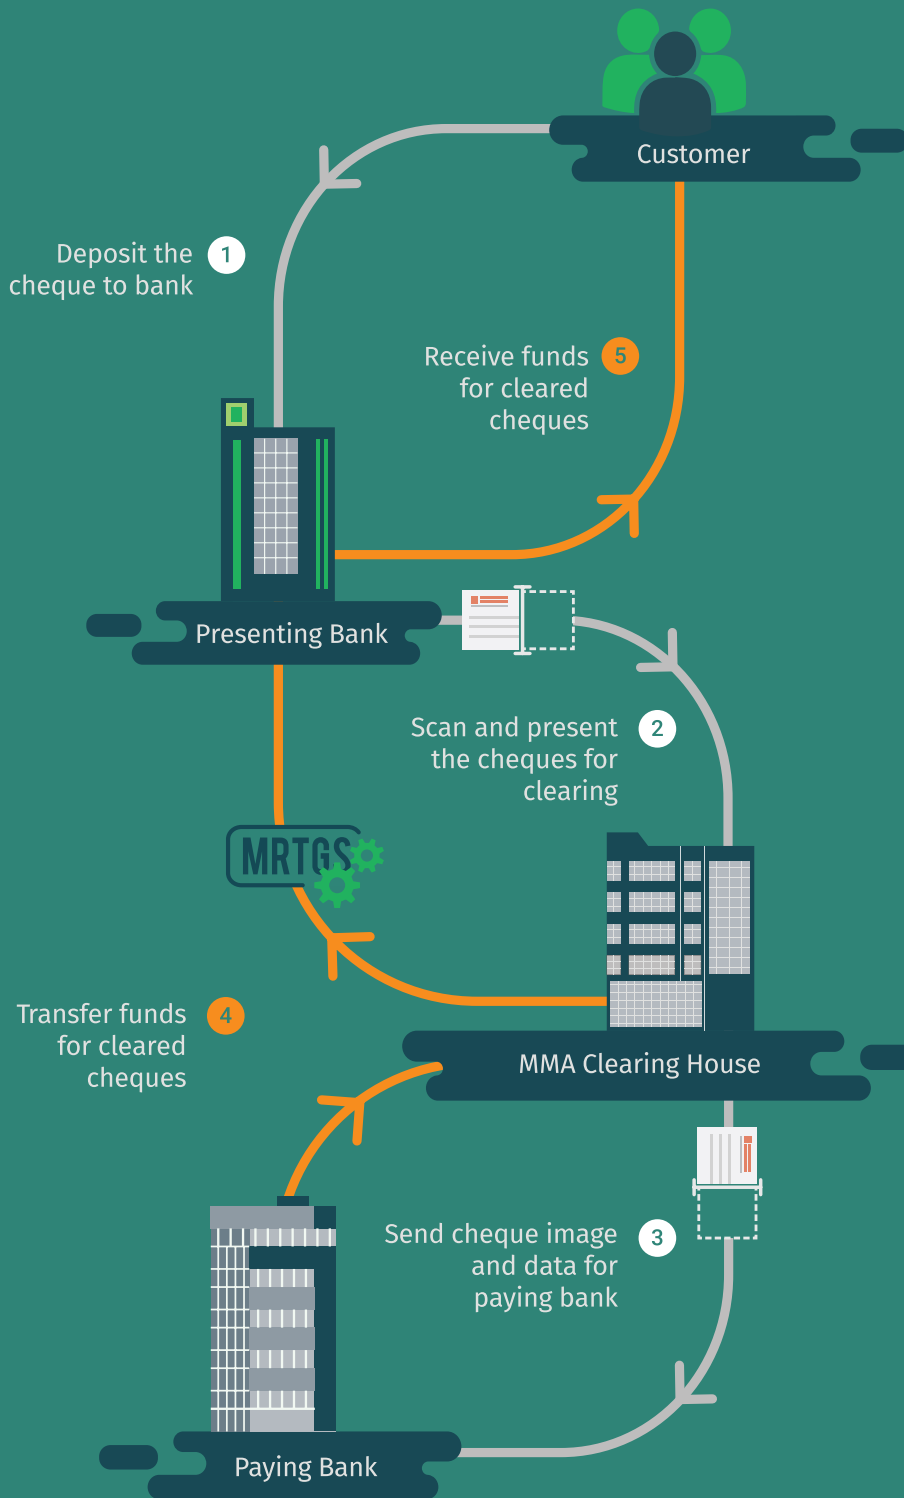 Customer
1
Deposit the
cheque to bank
5
Receive funds
for cleared
cheques
Presenting Bank
2
Scan and present
the cheques for
clearing
MRTGS
4
Transfer funds
for cleared
cheques
MMA Clearing House
3
Send cheque image
and data for
paying bank
Paying Bank